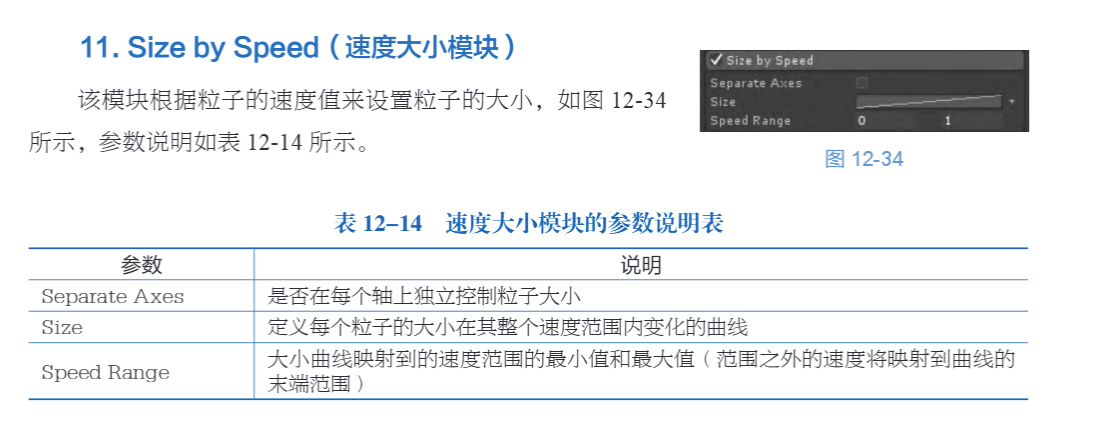 11. Size by Speed（速度大小模块）
该模块根据粒子的速度值来设置粒子的大小，如图 12-34
所示，参数说明如表 12-14 所示。
Size by Speed
Separate Axes
Size
Speed Range 0 1
图 12-34
表 12-14 速度大小模块的参数说明表
参数 说明
Separate Axes 是否在每个轴上独立控制粒子大小
Size 定义每个粒子的大小在其整个速度范围内变化的曲线
Speed Range 大小曲线映射到的速度范围的最小值和最大值（范围之外的速度将映射到曲线的
末端范围）